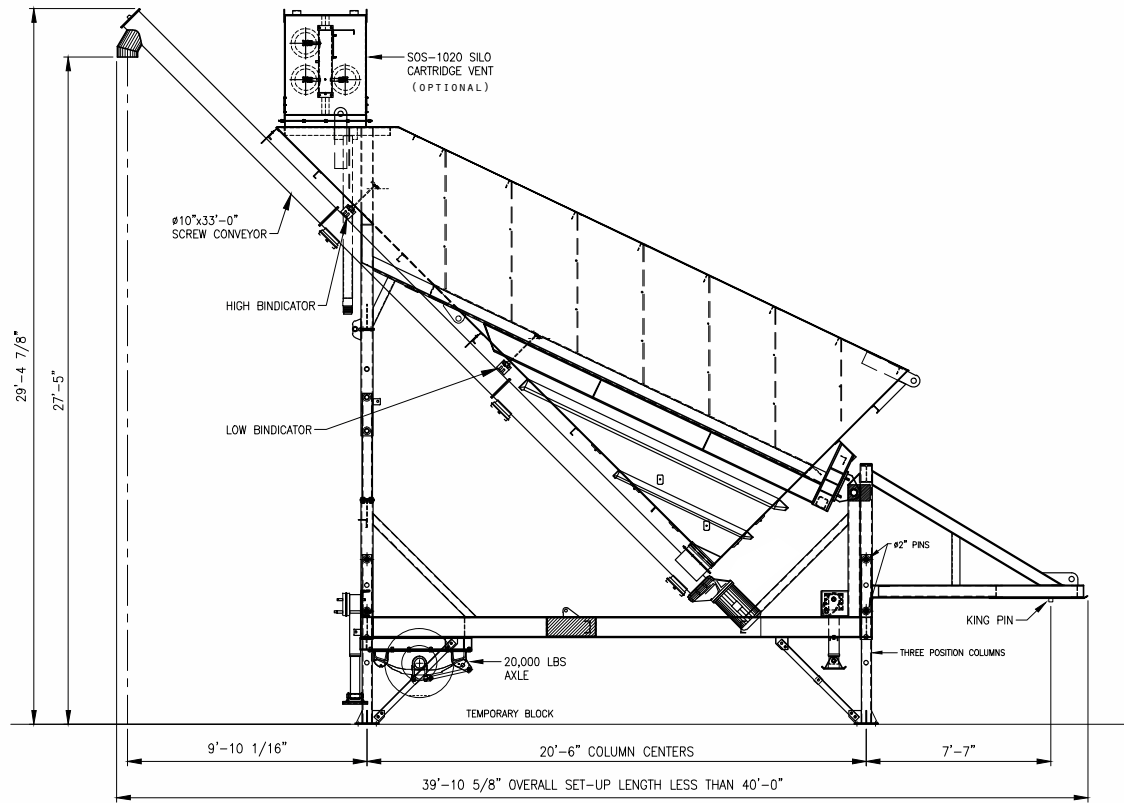 SOS-1020 SILO
CARTRIDGE VENT
(OPTIONAL)
ø10"x33'-0"
SCREW CONVEYOR
HIGH BINDICATOR
29'-4 7/8"
27'-5"
LOW BINDICATOR
ø2" PINS
KING PIN
THREE POSITION COLUMNS
20,000 LBS
AXLE
TEMPORARY BLOCK
9'-10 1/16"
20'-6" COLUMN CENTERS
7'-7"
39'-10 5/8" OVERALL SET-UP LENGTH LESS THAN 40'-0"